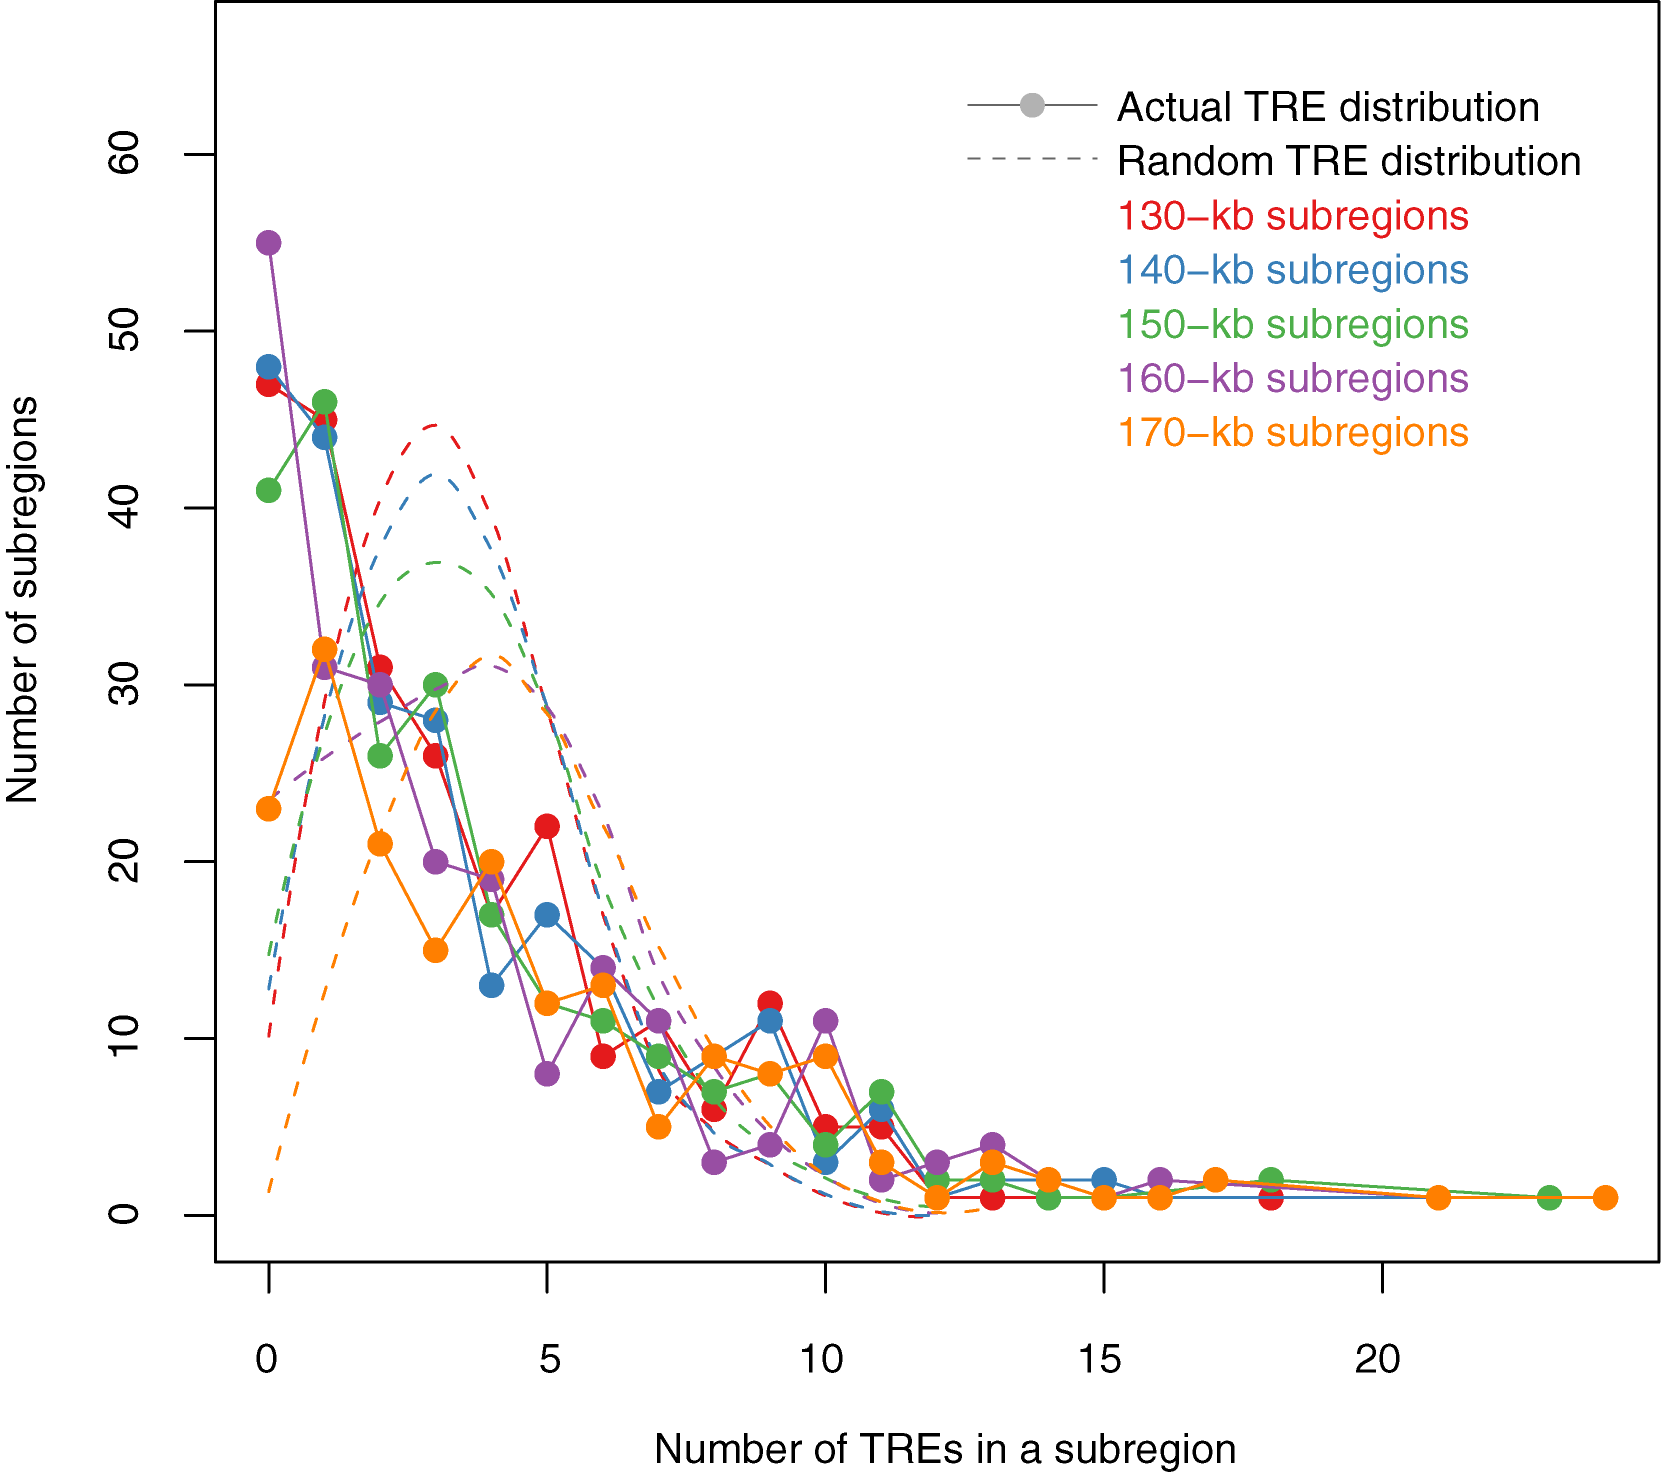 Actual TRE distribution
Random TRE distribution
130−kb subregions
140−kb subregions
150−kb subregions
160−kb subregions
170−kb subregions
Number of subregions
60
50
40
30
20
10
0
0 5 10 15 20
Number of TREs in a subregion